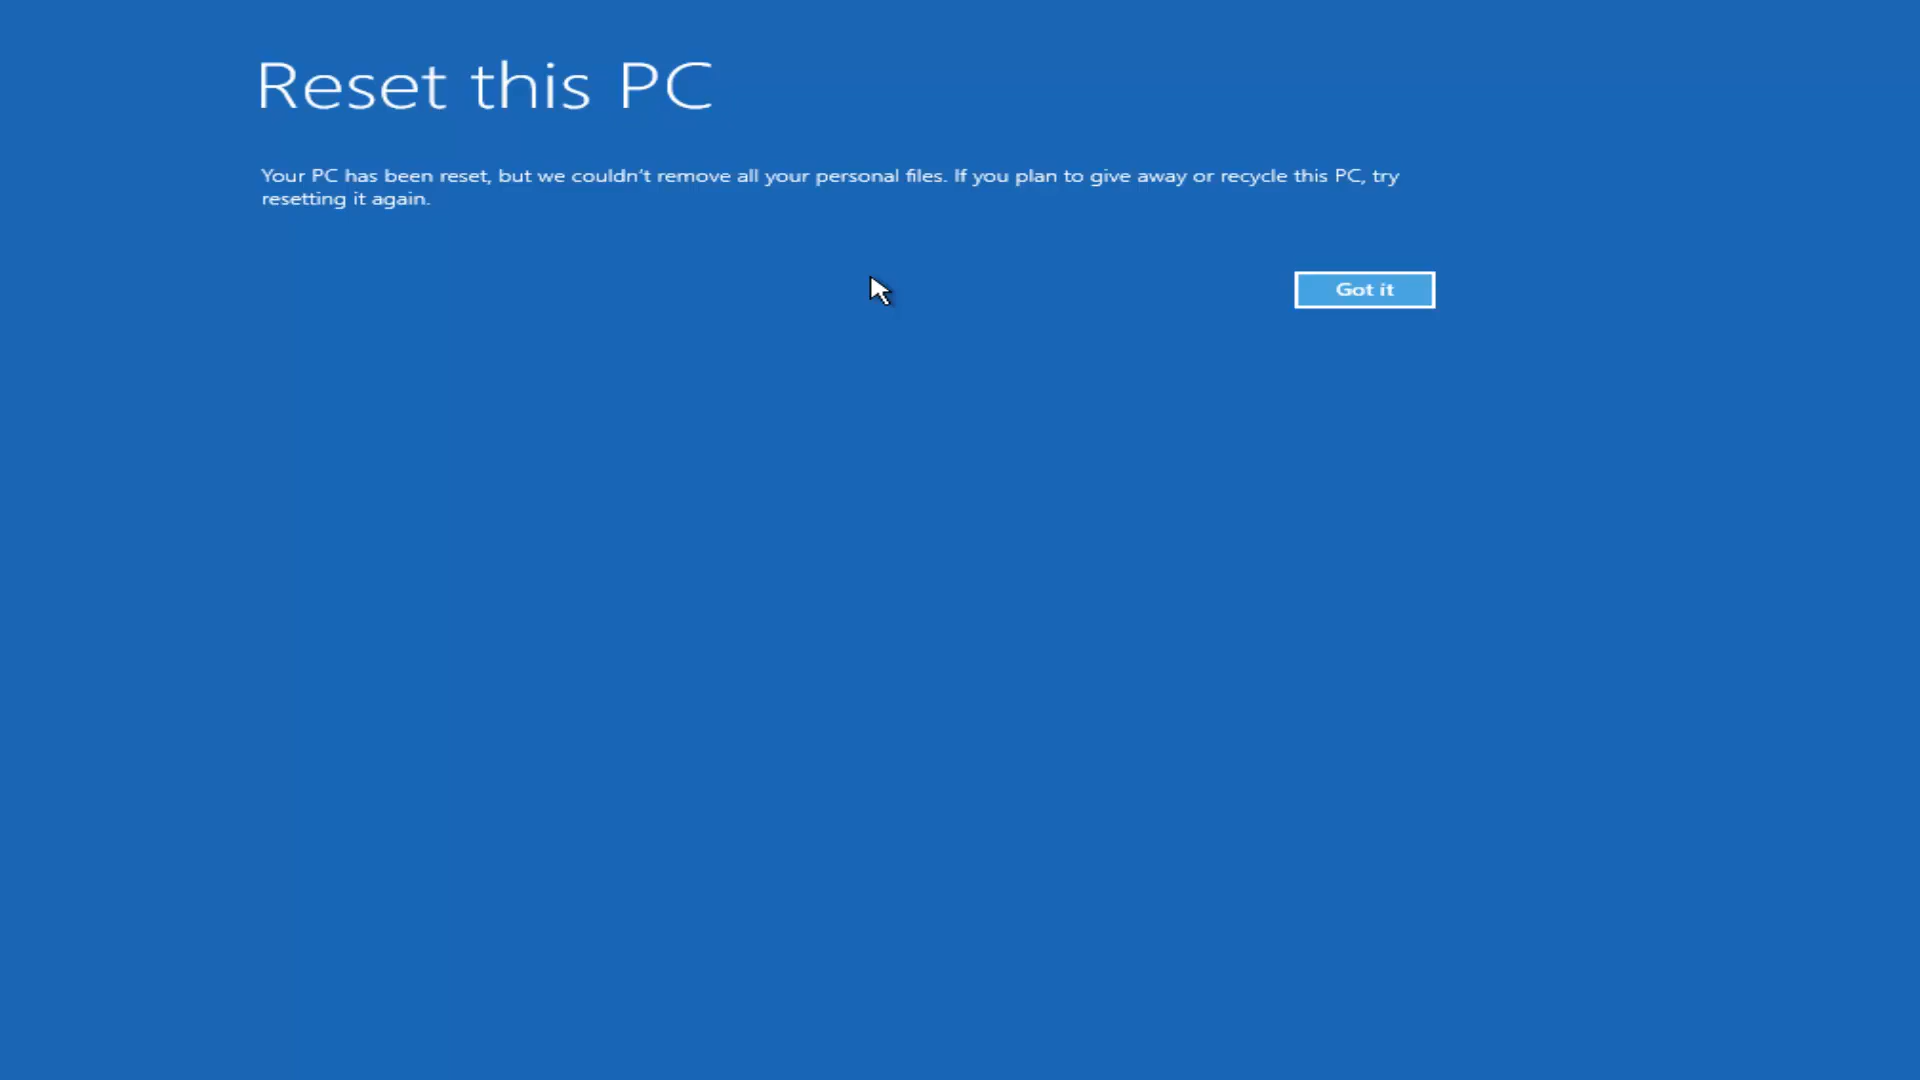 Reset this PC
Your PC has been reset, but we couldn't remove all your personal files. If you plan to give away or recycle this PC, try
resetting it again.
Got it